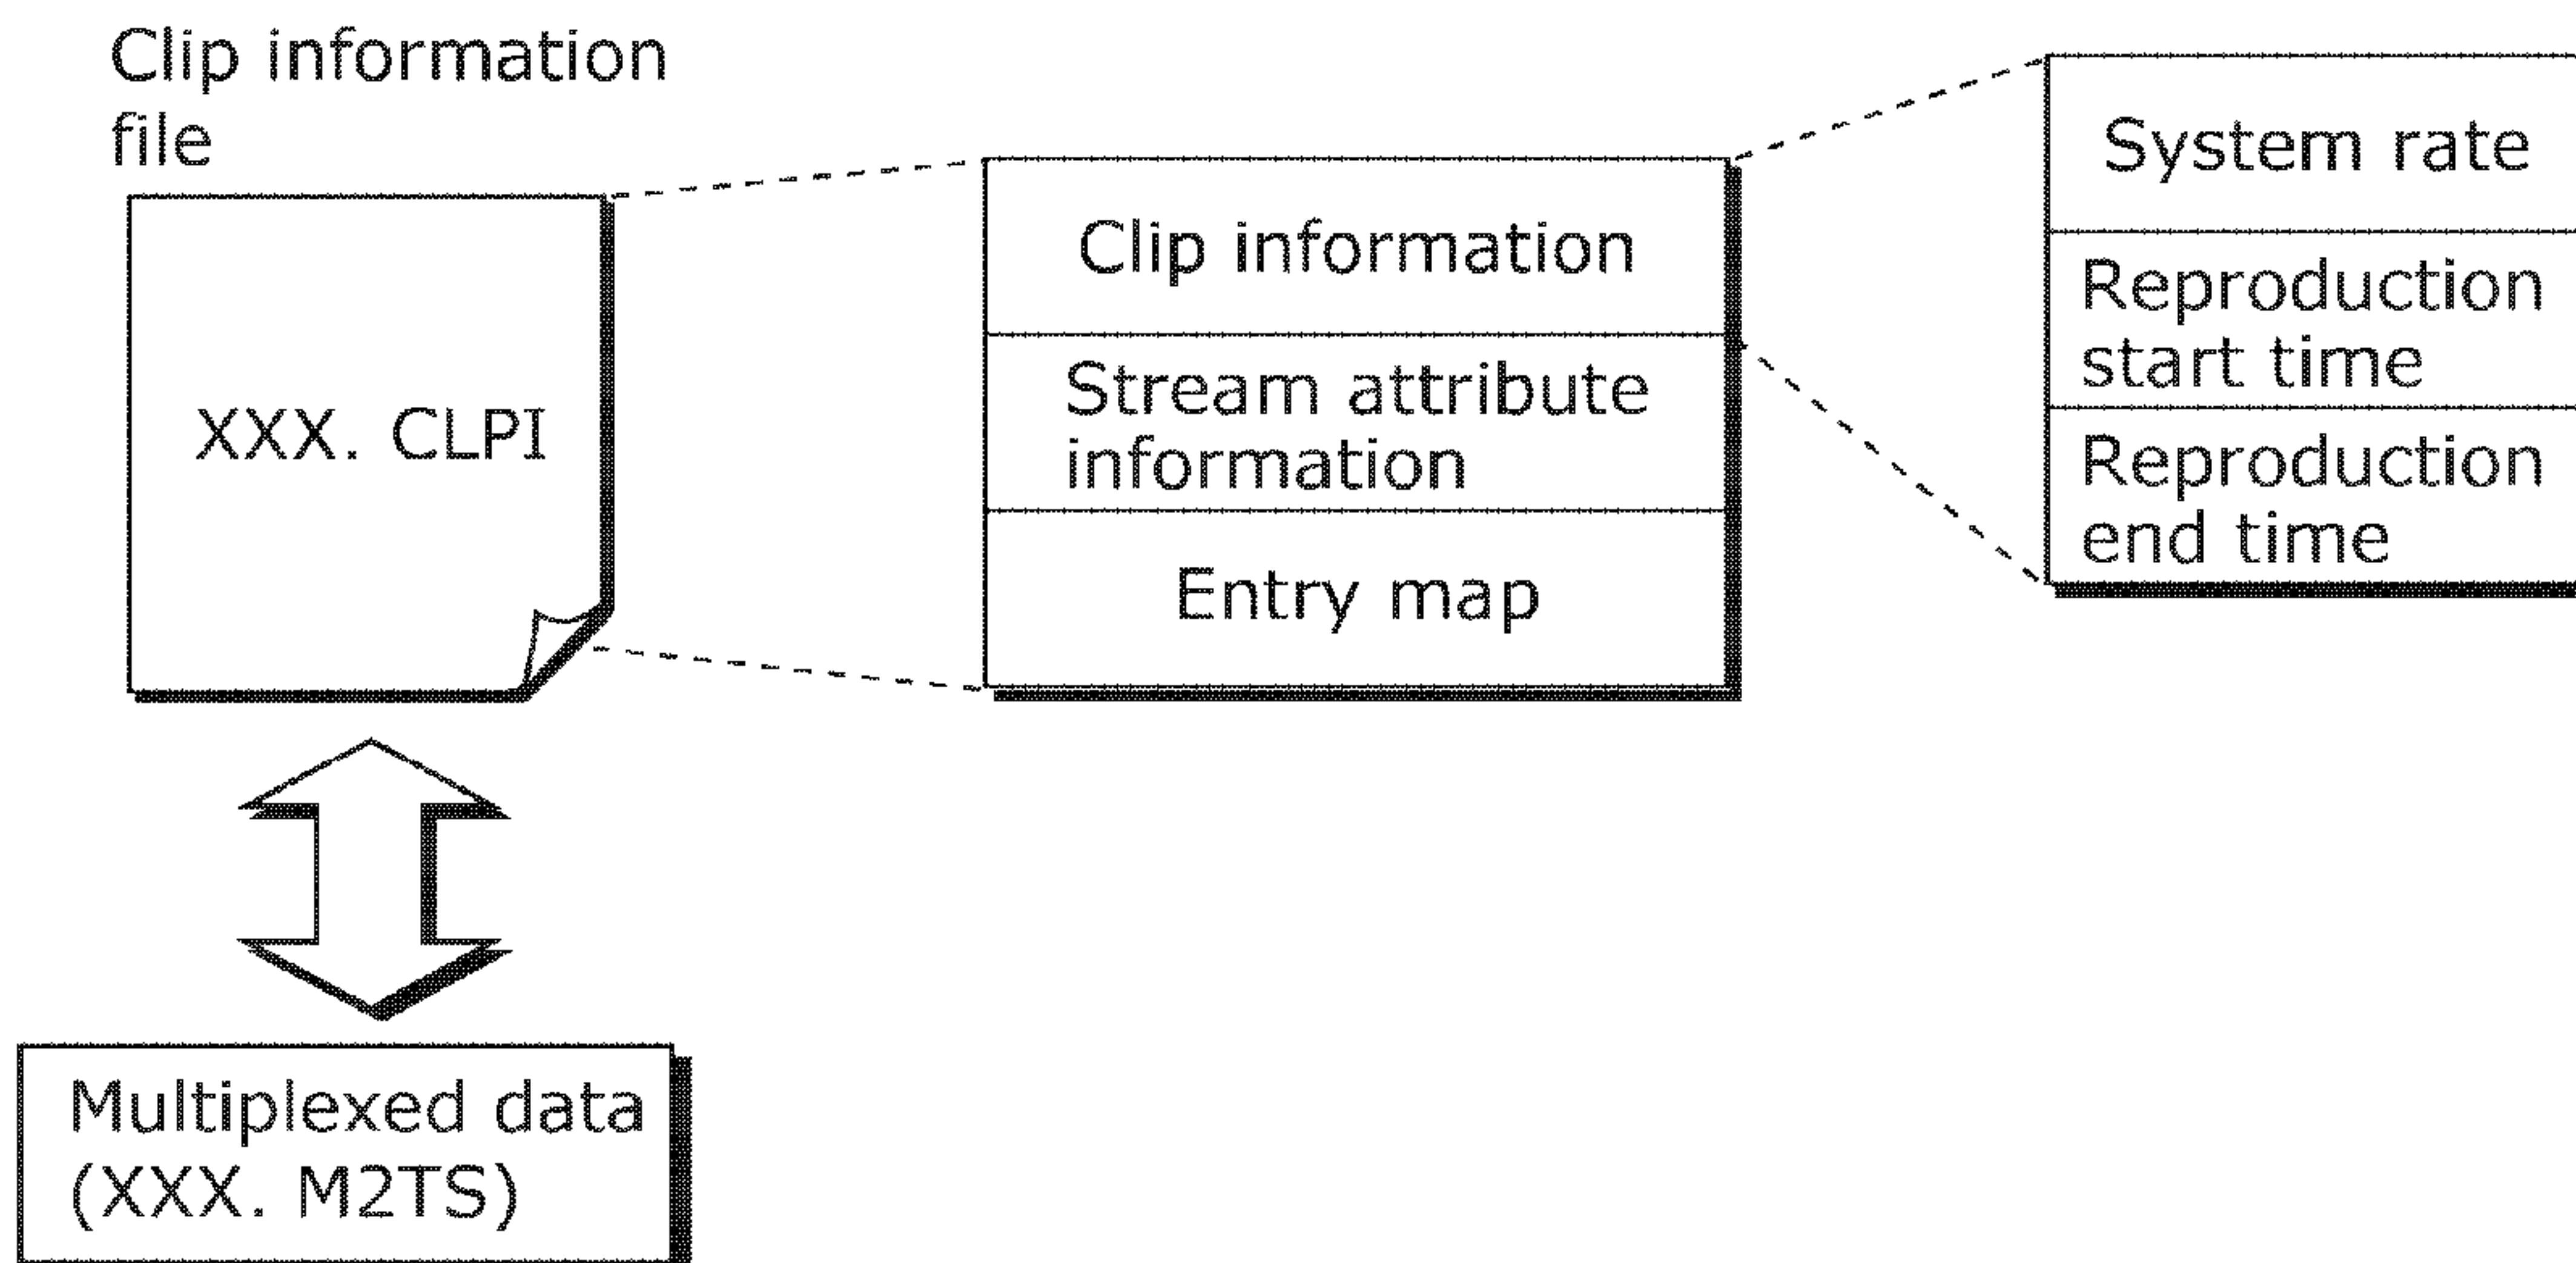 Clip information
file
XXX. CLPI
Clip information
Stream attribute
information
Entry map
System rate
Reproduction
start time
Reproduction
end time
Multiplexed data
(XXX. M2TS)